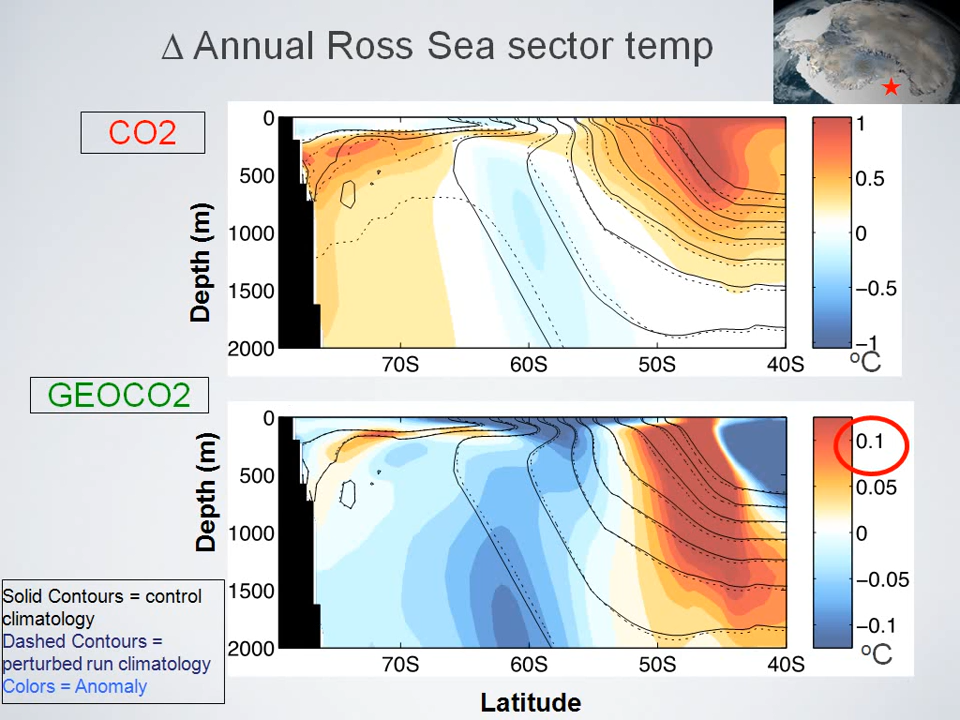 Δ Annual Ross Sea sector temp
CO2
0
500
1000
1500
2000
Depth (m)
70S 60S 50S 40S
1
0.5
0
−0.5
−1
ºC
GEOCO2
0
500
1000
1500
2000
Depth (m)
70S 60S 50S 40S
0.1
0.05
0
−0.05
−0.1
ºC
Latitude
Solid Contours = control
climatology
Dashed Contours =
perturbed run climatology
Colors = Anomaly